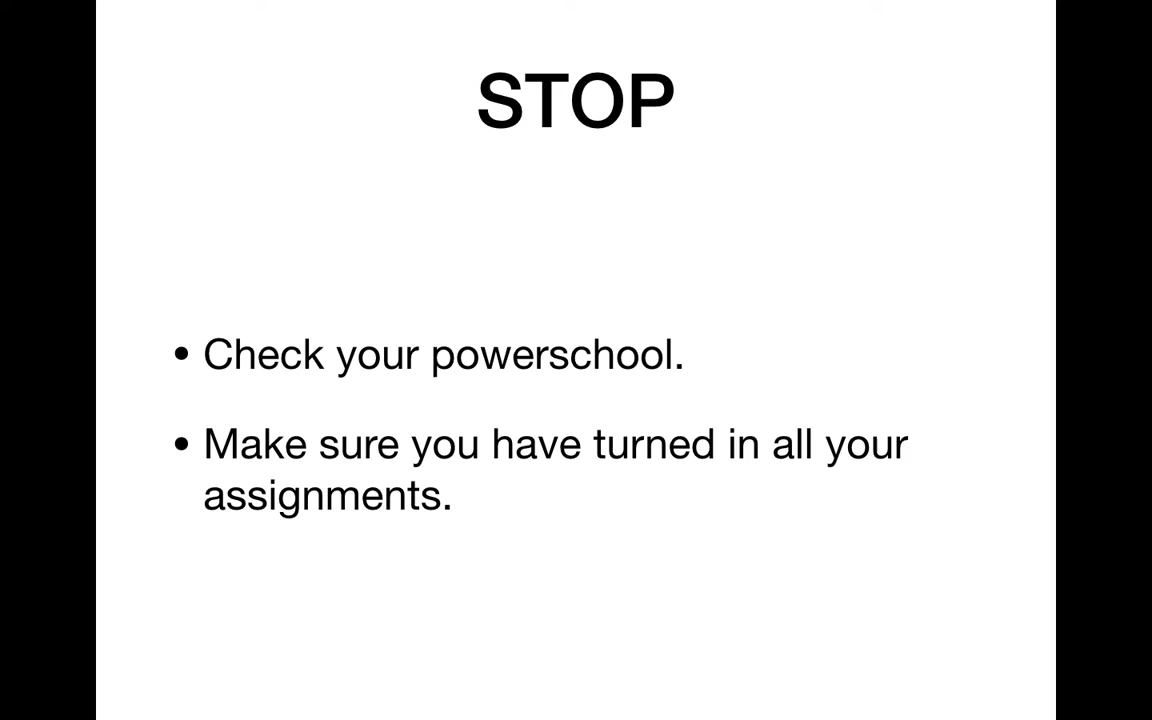 STOP
• Check your powerschool.
• Make sure you have turned in all your
assignments.